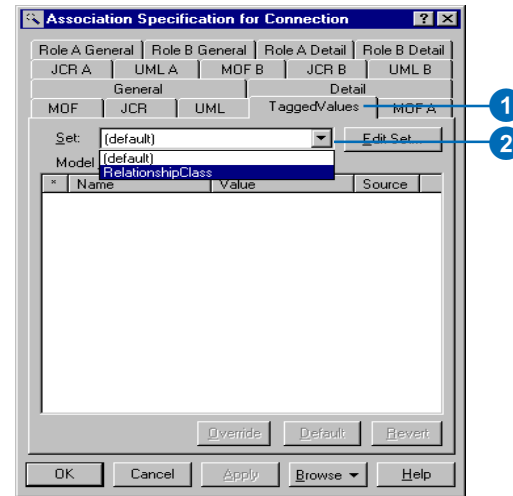 Association Specification for Connection
Role A General Role B General Role A Detail Role B Detail
JCR A UML A MOF B JCR B UML B
General Detail
MOF JCR UML TaggedValues MOF A
1
Set: (default) Edit Set...
2
Model (default)
RelationshipClass
* Name Value Source
Override Default Revert
OK Cancel Apply Browse Help